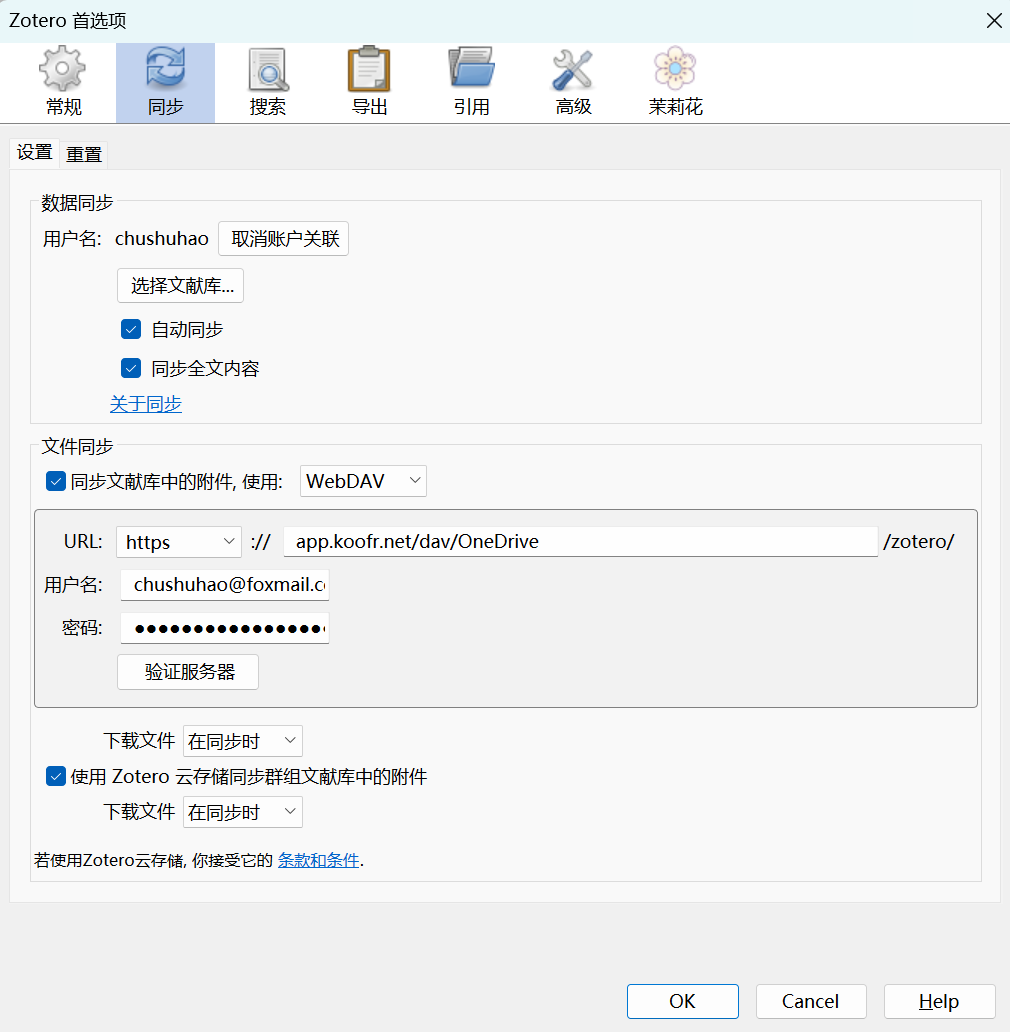 Zotero 首选项
常规 同步 搜索 导出 引用 高级 茉莉花
设置 重置
数据同步
用户名: chushuhao 取消账户关联
选择文献库...
自动同步
同步全文内容
关于同步
文件同步
同步文献库中的附件, 使用: WebDAV
URL: https :// app.koofr.net/dav/OneDrive /zotero/
用户名: chushuhao@foxmail.c
密码: ●●●●●●●●●●●●●●●●
验证服务器
下载文件 在同步时
使用 Zotero 云存储同步群组文献库中的附件
下载文件 在同步时
若使用Zotero云存储, 你接受它的 条款和条件.
OK Cancel Help